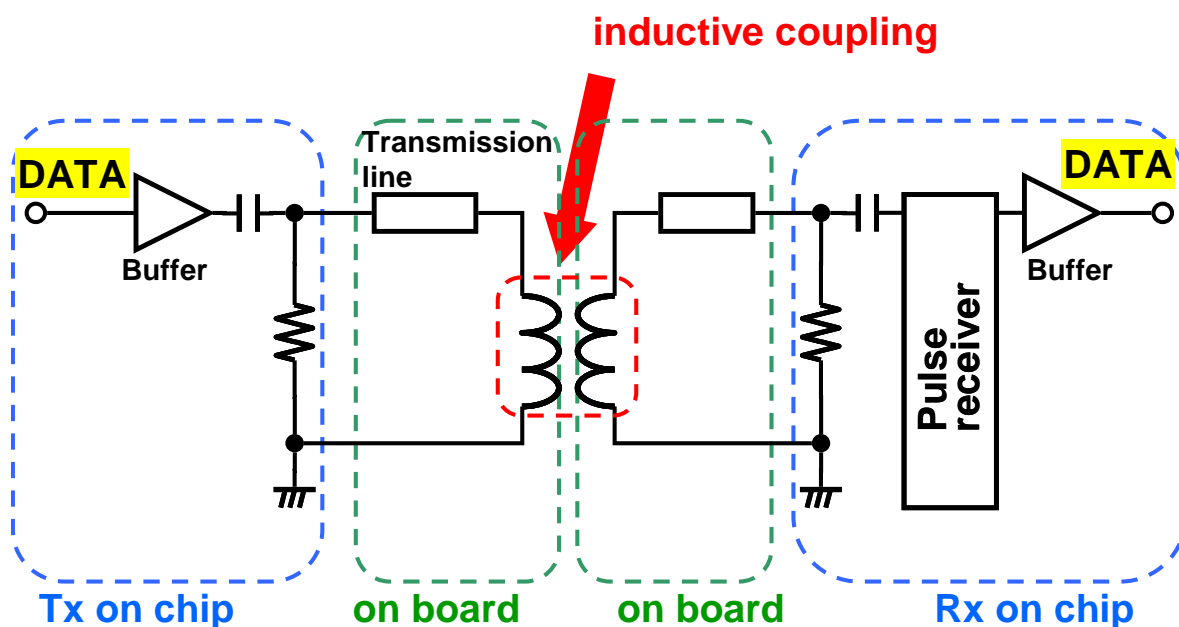 inductive coupling
Transmission
line
DATA
Buffer
DATA
Buffer
Pulse
receiver
Tx on chip
on board
on board
Rx on chip